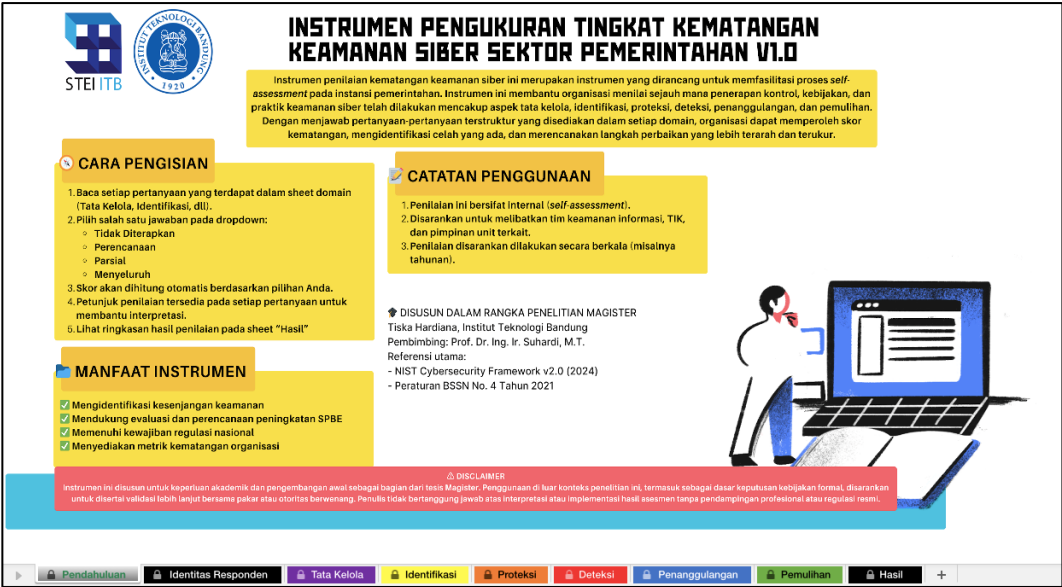 STEI ITB
INSTITUT TEKNOLOGI BANDUNG
1920
INSTRUMEN PENGUKURAN TINGKAT KEMATANGAN
KEAMANAN SIBER SEKTOR PEMERINTAHAN V1.0
Instrumen penilaian kematangan keamanan siber ini merupakan instrumen yang dirancang untuk memfasilitasi proses self-
assessment pada instansi pemerintahan. Instrumen ini membantu organisasi menilai sejauh mana penerapan kontrol, kebijakan, dan
praktik keamanan siber telah dilakukan mencakup aspek tata kelola, identifikasi, proteksi, deteksi, penanggulangan, dan pemulihan.
Dengan menjawab pertanyaan-pertanyaan terstruktur yang disediakan dalam setiap domain, organisasi dapat memperoleh skor
kematangan, mengidentifikasi celah yang ada, dan merencanakan langkah perbaikan yang lebih terarah dan terukur.
CARA PENGISIAN
1. Baca setiap pertanyaan yang terdapat dalam sheet domain
(Tata Kelola, Identifikasi, dll).
2. Pilih salah satu jawaban pada dropdown:
Tidak Diterapkan
Perencanaan
Parsial
Menyeluruh
3. Skor akan dihitung otomatis berdasarkan pilihan Anda.
4. Petunjuk penilaian tersedia pada setiap pertanyaan untuk
membantu interpretasi.
5. Lihat ringkasan hasil penilaian pada sheet "Hasil"
CATATAN PENGGUNAAN
1. Penilaian ini bersifat internal (self-assessment).
2. Disarankan untuk melibatkan tim keamanan informasi, TIK,
dan pimpinan unit terkait.
3. Penilaian disarankan dilakukan secara berkala (misalnya
tahunan).
DISUSUN DALAM RANGKA PENELITIAN MAGISTER
Tiska Hardiana, Institut Teknologi Bandung
Pembimbing: Prof. Dr. Ing. Ir. Suhardi, M.T.
Referensi utama:
- NIST Cybersecurity Framework v2.0 (2024)
- Peraturan BSSN No. 4 Tahun 2021
MANFAAT INSTRUMEN
Mengidentifikasi kesenjangan keamanan
Mendukung evaluasi dan perencanaan peningkatan SPBE
Memenuhi kewajiban regulasi nasional
Menyediakan metrik kematangan organisasi
DISCLAIMER
Instrumen ini disusun untuk keperluan akademik dan pengembangan awal sebagai bagian dari tesis Magister. Penggunaan di luar konteks penelitian ini, termasuk sebagai dasar keputusan kebijakan formal, disarankan
untuk disertai validasi lebih lanjut bersama pakar atau otoritas berwenang. Penulis tidak bertanggung jawab atas interpretasi atau implementasi hasil asesmen tanpa pendampingan profesional atau regulasi resmi.
Pendahuluan
Identitas Responden
Tata Kelola
Identifikasi
Proteksi
Deteksi
Penanggulangan
Pemulihan
Hasil
+